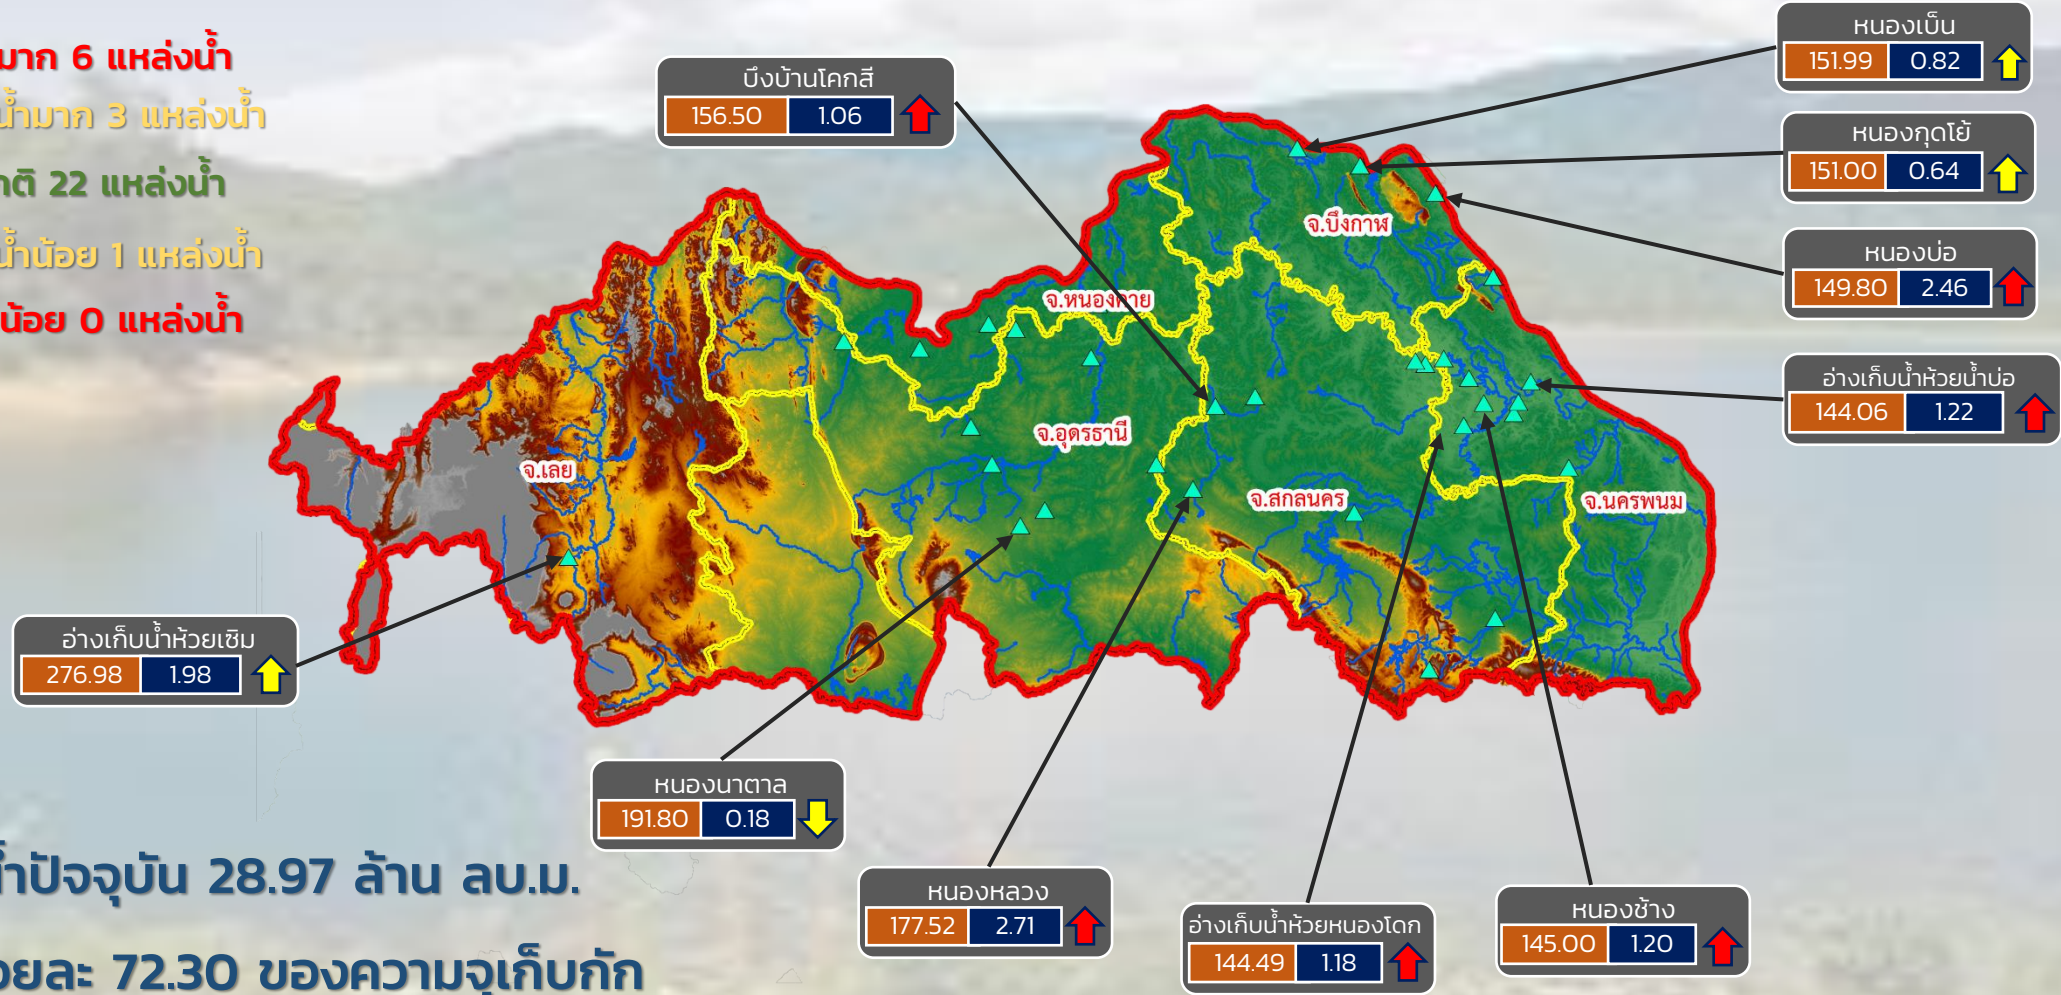 มาก 6 แหล่งน้ำ
น้ำมาก 3 แหล่งน้ำ
22 แหล่งน้ำ
น้ำน้อย 1 แหล่งน้ำ
น้อย 0 แหล่งน้ำ
บึงบ้านโคกสี
156.50 1.06
หนองเบ็น
151.99 0.82
หนองกุดโย้
151.00 0.64
หนองบ่อ
149.80 2.46
อ่างเก็บน้ำห้วยน้ำบ่อ
144.06 1.22
จ.บึงกาฬ
จ.หนองคาย
จ.อุดรธานี
จ.เลย
จ.สกลนคร
จ.นครพนม
อ่างเก็บน้ำห้วยเซิม
276.98 1.98
หนองนาตาล
191.80 0.18
หนองหลวง
177.52 2.71
อ่างเก็บน้ำห้วยหนองโดก
144.49 1.18
หนองช้าง
145.00 1.20
น้ำปัจจุบัน 28.97 ล้าน ลบ.ม.
72.30 ของความจุเก็บกัก